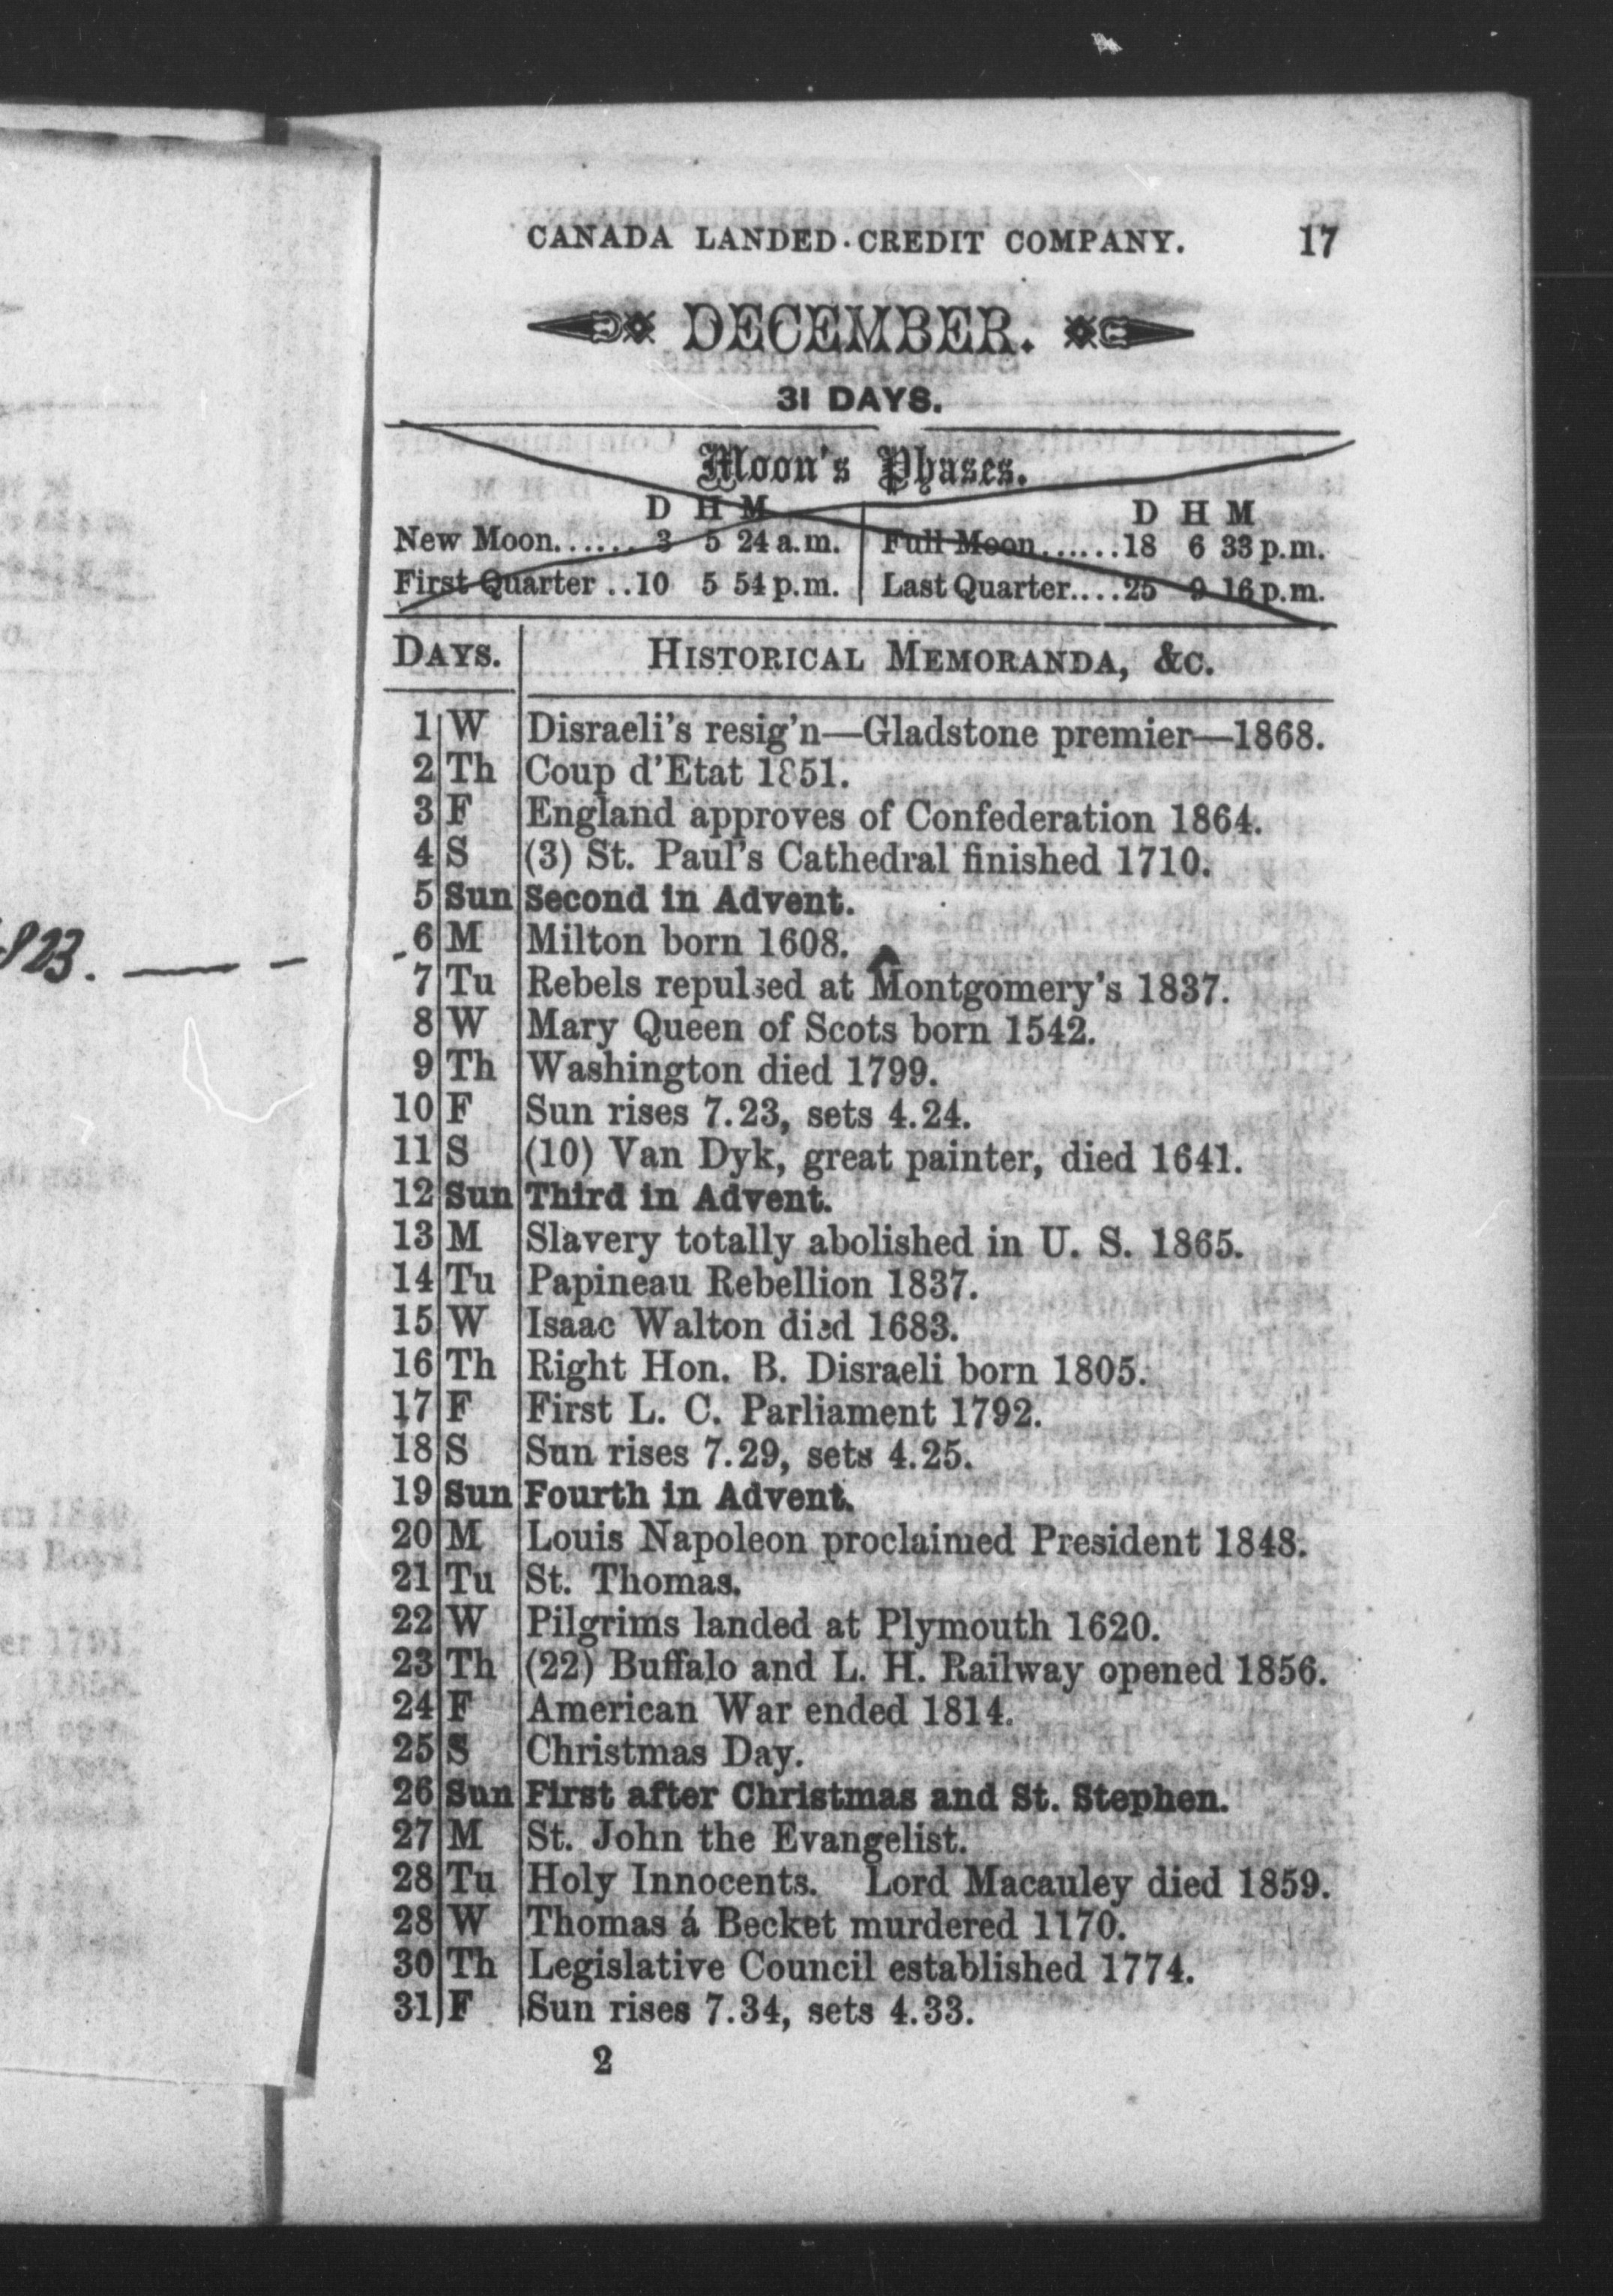 CANADA LANDED CREDIT COMPANY. 17
DECEMBER.
31 DAYS.
Moon's Phases.
D H M D H M
New Moon....... 3 5 24 a.m. Full Moon.......18 6 33 p.m.
First Quarter ..10 5 54 p.m. Last Quarter....25 9 16 p.m.
DAYS. HISTORICAL MEMORANDA, &C.
1 W Disraeli's resig'n—Gladstone premier—1868.
2 Th Coup d'Etat 1851.
3 F England approves of Confederation 1864.
4 S (3) St. Paul's Cathedral finished 1710.
5 Sun Second in Advent.
6 M Milton born 1608.
7 Tu Rebels repulsed at Montgomery's 1837.
8 W Mary Queen of Scots born 1542.
9 Th Washington died 1799.
10 F Sun rises 7.23, sets 4.24.
11 S (10) Van Dyk, great painter, died 1641.
12 Sun Third in Advent.
13 M Slavery totally abolished in U. S. 1865.
14 Tu Papineau Rebellion 1837.
15 W Isaac Walton died 1683.
16 Th Right Hon. B. Disraeli born 1805.
17 F First L. C. Parliament 1792.
18 S Sun rises 7.29, sets 4.25.
19 Sun Fourth in Advent.
20 M Louis Napoleon proclaimed President 1848.
21 Tu St. Thomas.
22 W Pilgrims landed at Plymouth 1620.
23 Th (22) Buffalo and L. H. Railway opened 1856.
24 F American War ended 1814.
25 S Christmas Day.
26 Sun First after Christmas and St. Stephen.
27 M St. John the Evangelist.
28 Tu Holy Innocents. Lord Macauley died 1859.
28 W Thomas á Becket murdered 1170.
30 Th Legislative Council established 1774.
31 F Sun rises 7.34, sets 4.33.
2